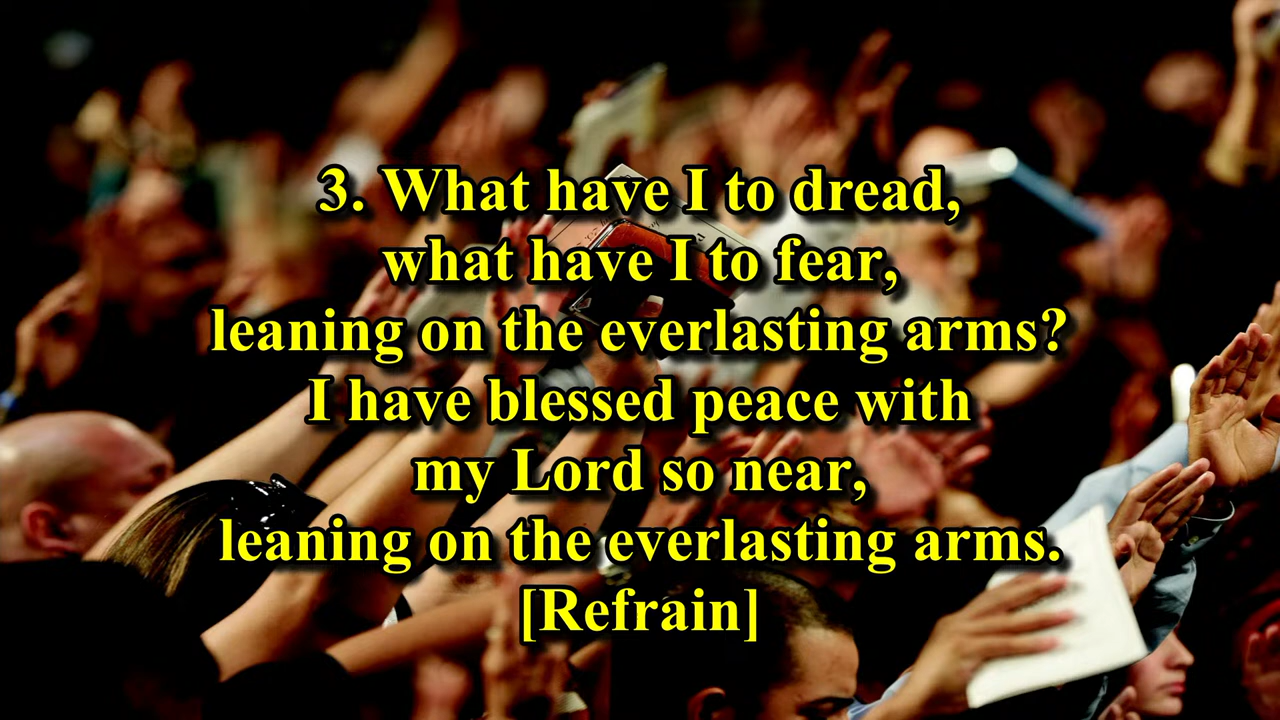 3. What have I to dread,
what have I to fear,
leaning on the everlasting arms?
I have blessed peace with
my Lord so near,
leaning on the everlasting arms.
[Refrain]